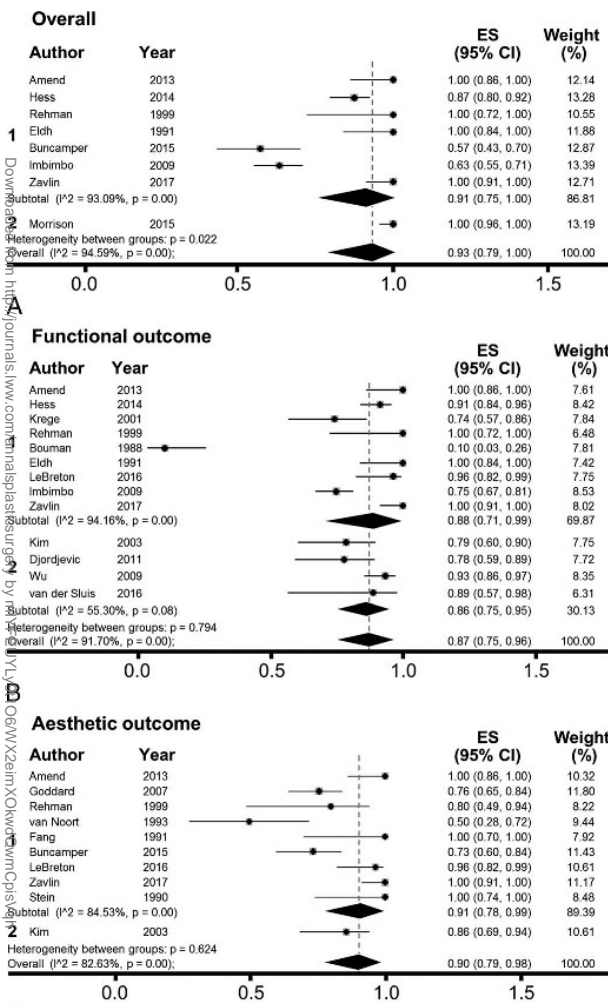 Overall
Author Year ES (95% CI) Weight (%)
Amend 2013 1.00 (0.86, 1.00) 12.14
Hess 2014 0.87 (0.80, 0.92) 13.28
Rehman 1999 1.00 (0.72, 1.00) 10.55
Eldh 1991 1.00 (0.84, 1.00) 11.88
1
Buncamper 2015 0.57 (0.43, 0.70) 12.87
Imbimbo 2009 0.63 (0.55, 0.71) 13.39
Zavlin 2017 1.00 (0.91, 1.00) 12.71
Subtotal (I^2 = 93.09%, p = 0.00) 0.91 (0.75, 1.00) 86.81
2 Morrison 2015 1.00 (0.96, 1.00) 13.19
Heterogeneity between groups: p = 0.022
Overall (I^2 = 94.59%, p = 0.00); 0.93 (0.79, 1.00) 100.00
0.0 0.5 1.0 1.5
A
Functional outcome
Author Year ES (95% CI) Weight (%)
Amend 2013 1.00 (0.86, 1.00) 7.61
Hess 2014 0.91 (0.84, 0.96) 8.42
Krege 2001 0.74 (0.57, 0.86) 7.84
Rehman 1999 1.00 (0.72, 1.00) 6.48
1
Bouman 1988 0.10 (0.03, 0.26) 7.81
Eldh 1991 1.00 (0.84, 1.00) 7.42
LeBreton 2016 0.96 (0.82, 0.99) 7.75
Imbimbo 2009 0.75 (0.67, 0.81) 8.53
Zavlin 2017 1.00 (0.91, 1.00) 8.02
Subtotal (I^2 = 94.16%, p = 0.00) 0.88 (0.71, 0.99) 69.87
Kim 2003 0.79 (0.60, 0.90) 7.75
Djordjevic 2011 0.78 (0.59, 0.89) 7.72
2
Wu 2009 0.93 (0.86, 0.97) 8.35
van der Sluis 2016 0.89 (0.57, 0.98) 6.31
Subtotal (I^2 = 55.30%, p = 0.08) 0.86 (0.75, 0.95) 30.13
Heterogeneity between groups: p = 0.794
Overall (I^2 = 91.70%, p = 0.00); 0.87 (0.75, 0.96) 100.00
0.0 0.5 1.0 1.5
B
Aesthetic outcome
Author Year ES (95% CI) Weight (%)
Amend 2013 1.00 (0.86, 1.00) 10.32
Goddard 2007 0.76 (0.65, 0.84) 11.80
Rehman 1999 0.80 (0.49, 0.94) 8.22
van Noort 1993 0.50 (0.28, 0.72) 9.44
Fang 1991 1.00 (0.70, 1.00) 7.92
Buncamper 2015 0.73 (0.60, 0.84) 11.43
LeBreton 2016 0.96 (0.82, 0.99) 10.61
Zavlin 2017 1.00 (0.91, 1.00) 11.17
Stein 1990 1.00 (0.74, 1.00) 8.48
Subtotal (I^2 = 84.53%, p = 0.00) 0.91 (0.78, 0.99) 89.39
2 Kim 2003 0.86 (0.69, 0.94) 10.61
Heterogeneity between groups: p = 0.624
Overall (I^2 = 82.63%, p = 0.00); 0.90 (0.79, 0.98) 100.00
0.0 0.5 1.0
Downloaded from http://journals.lww.com/annalsplasticsurgery by